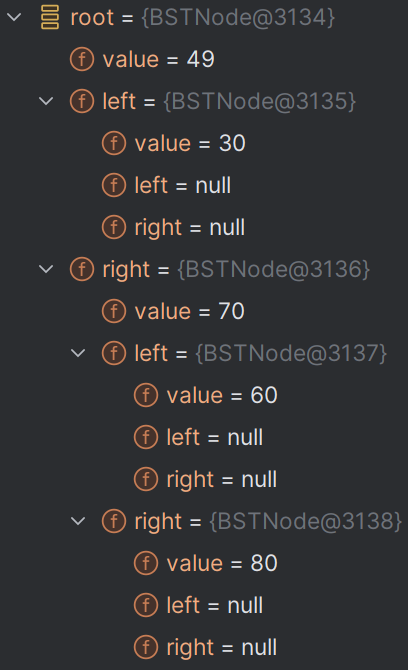 root = {BSTNode@3134}
f value = 49
f left = {BSTNode@3135}
f value = 30
f left = null
f right = null
f right = {BSTNode@3136}
f value = 70
f left = {BSTNode@3137}
f value = 60
f left = null
f right = null
f right = {BSTNode@3138}
f value = 80
f left = null
f right = null